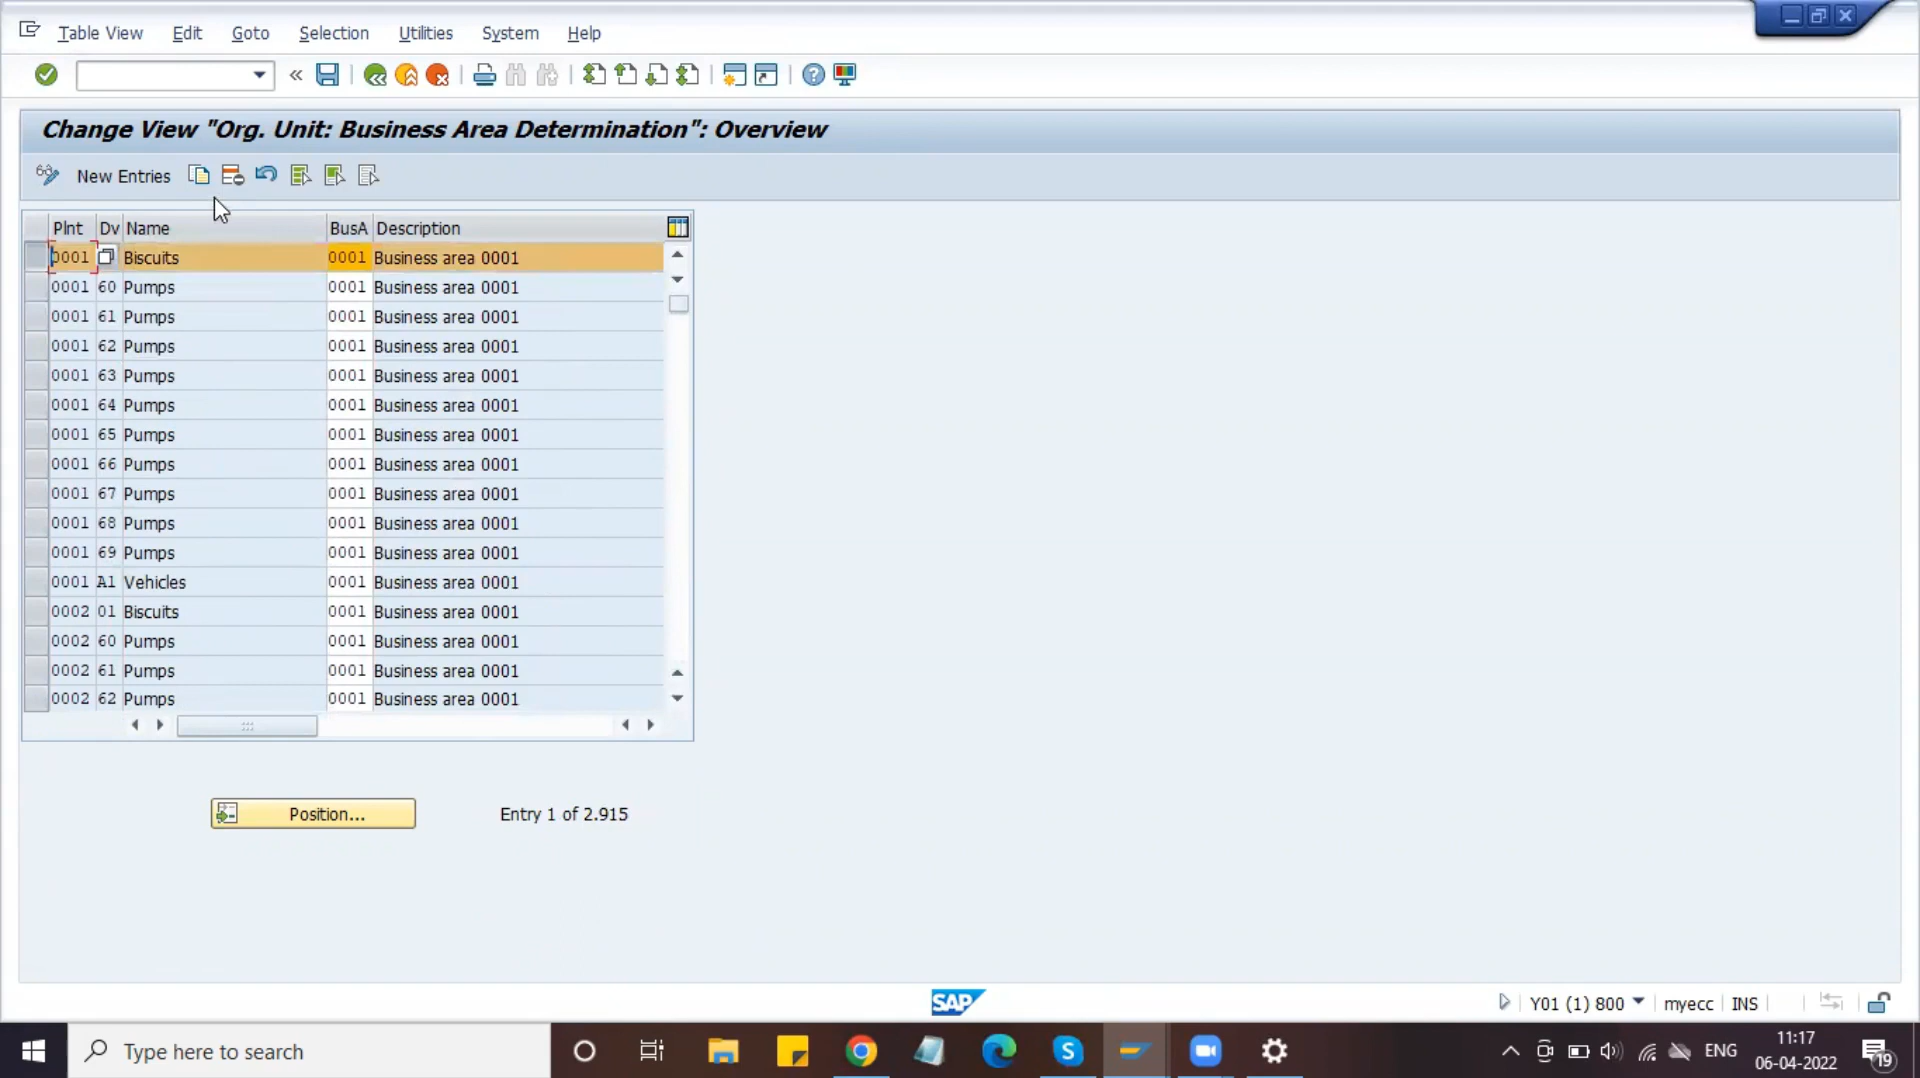 Table View Edit Goto Selection Utilities System Help
Change View "Org. Unit: Business Area Determination": Overview
New Entries
Plnt Dv Name BusA Description
0001 Biscuits 0001 Business area 0001
0001 60 Pumps 0001 Business area 0001
0001 61 Pumps 0001 Business area 0001
0001 62 Pumps 0001 Business area 0001
0001 63 Pumps 0001 Business area 0001
0001 64 Pumps 0001 Business area 0001
0001 65 Pumps 0001 Business area 0001
0001 66 Pumps 0001 Business area 0001
0001 67 Pumps 0001 Business area 0001
0001 68 Pumps 0001 Business area 0001
0001 69 Pumps 0001 Business area 0001
0001 A1 Vehicles 0001 Business area 0001
0002 01 Biscuits 0001 Business area 0001
0002 60 Pumps 0001 Business area 0001
0002 61 Pumps 0001 Business area 0001
0002 62 Pumps 0001 Business area 0001
Position... Entry 1 of 2.915
SAP Y01 (1) 800 myecc INS
Type here to search ENG 11:17
06-04-2022 19